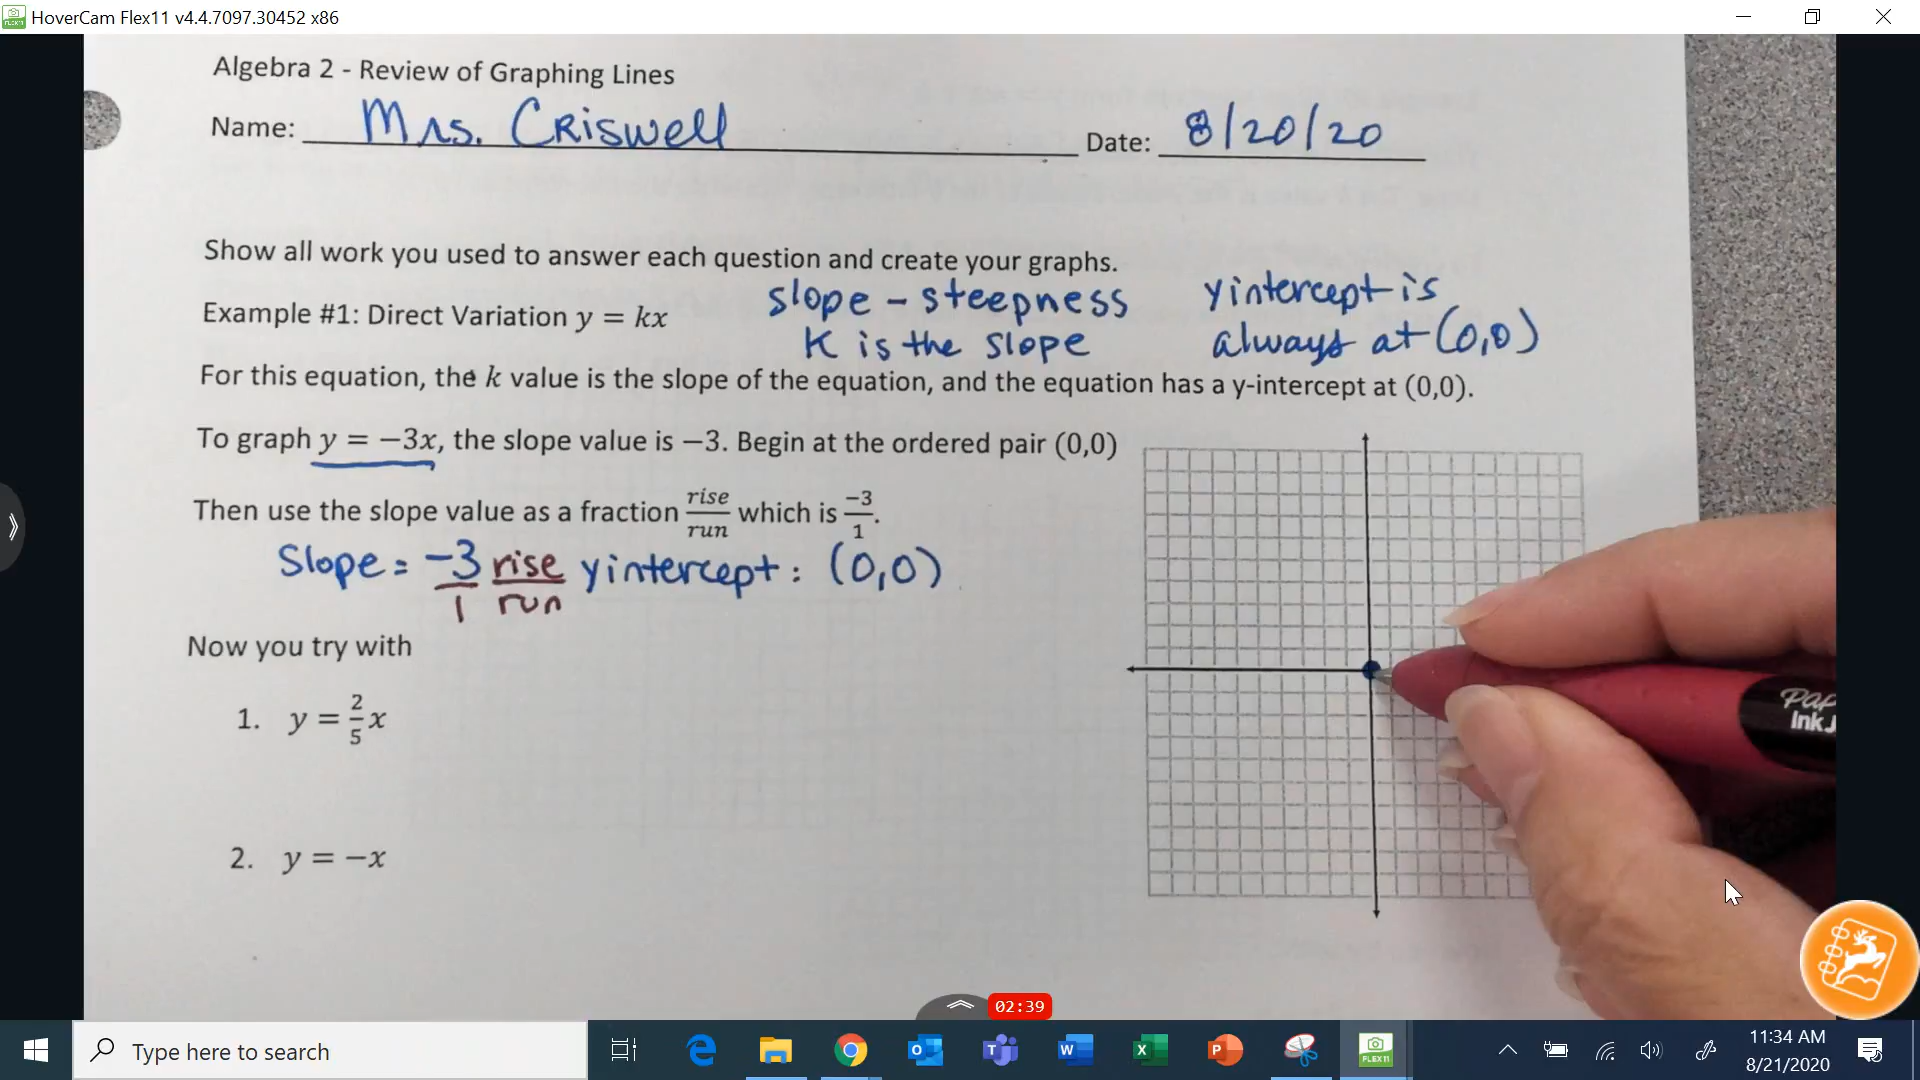 HoverCam Flex11 v4.4.7097.30452 x86
Algebra 2 - Review of Graphing Lines
Name: Mrs. Criswell Date: 8/20/20
Show all work you used to answer each question and create your graphs.
slope - steepness
y intercept is
Example #1: Direct Variation y = kx
K is the slope
always at (0,0)
For this equation, the k value is the slope of the equation, and the equation has a y-intercept at (0,0).
To graph y = −3x, the slope value is −3. Begin at the ordered pair (0,0)
Then use the slope value as a fraction rise/run which is −3/1.
Slope = −3/1 rise/run y intercept: (0,0)
Now you try with
1. y = 2/5 x
2. y = −x
02:39
Type here to search
FLEX11
11:34 AM
8/21/2020